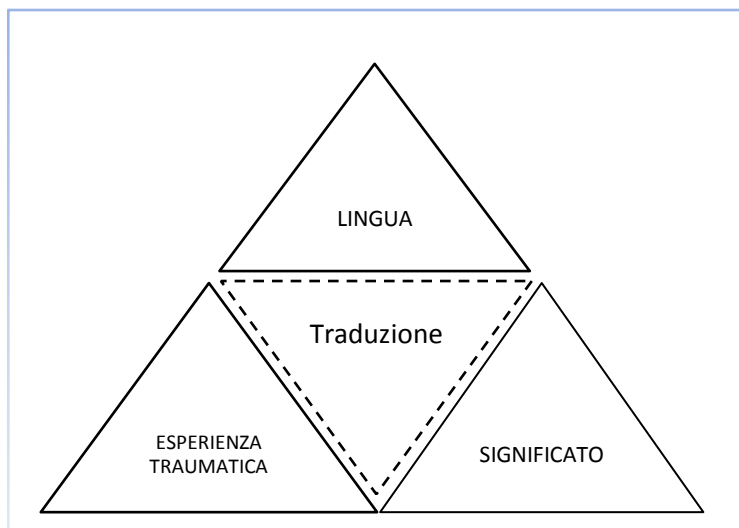 LINGUA
Traduzione
ESPERIENZA
TRAUMATICA
SIGNIFICATO